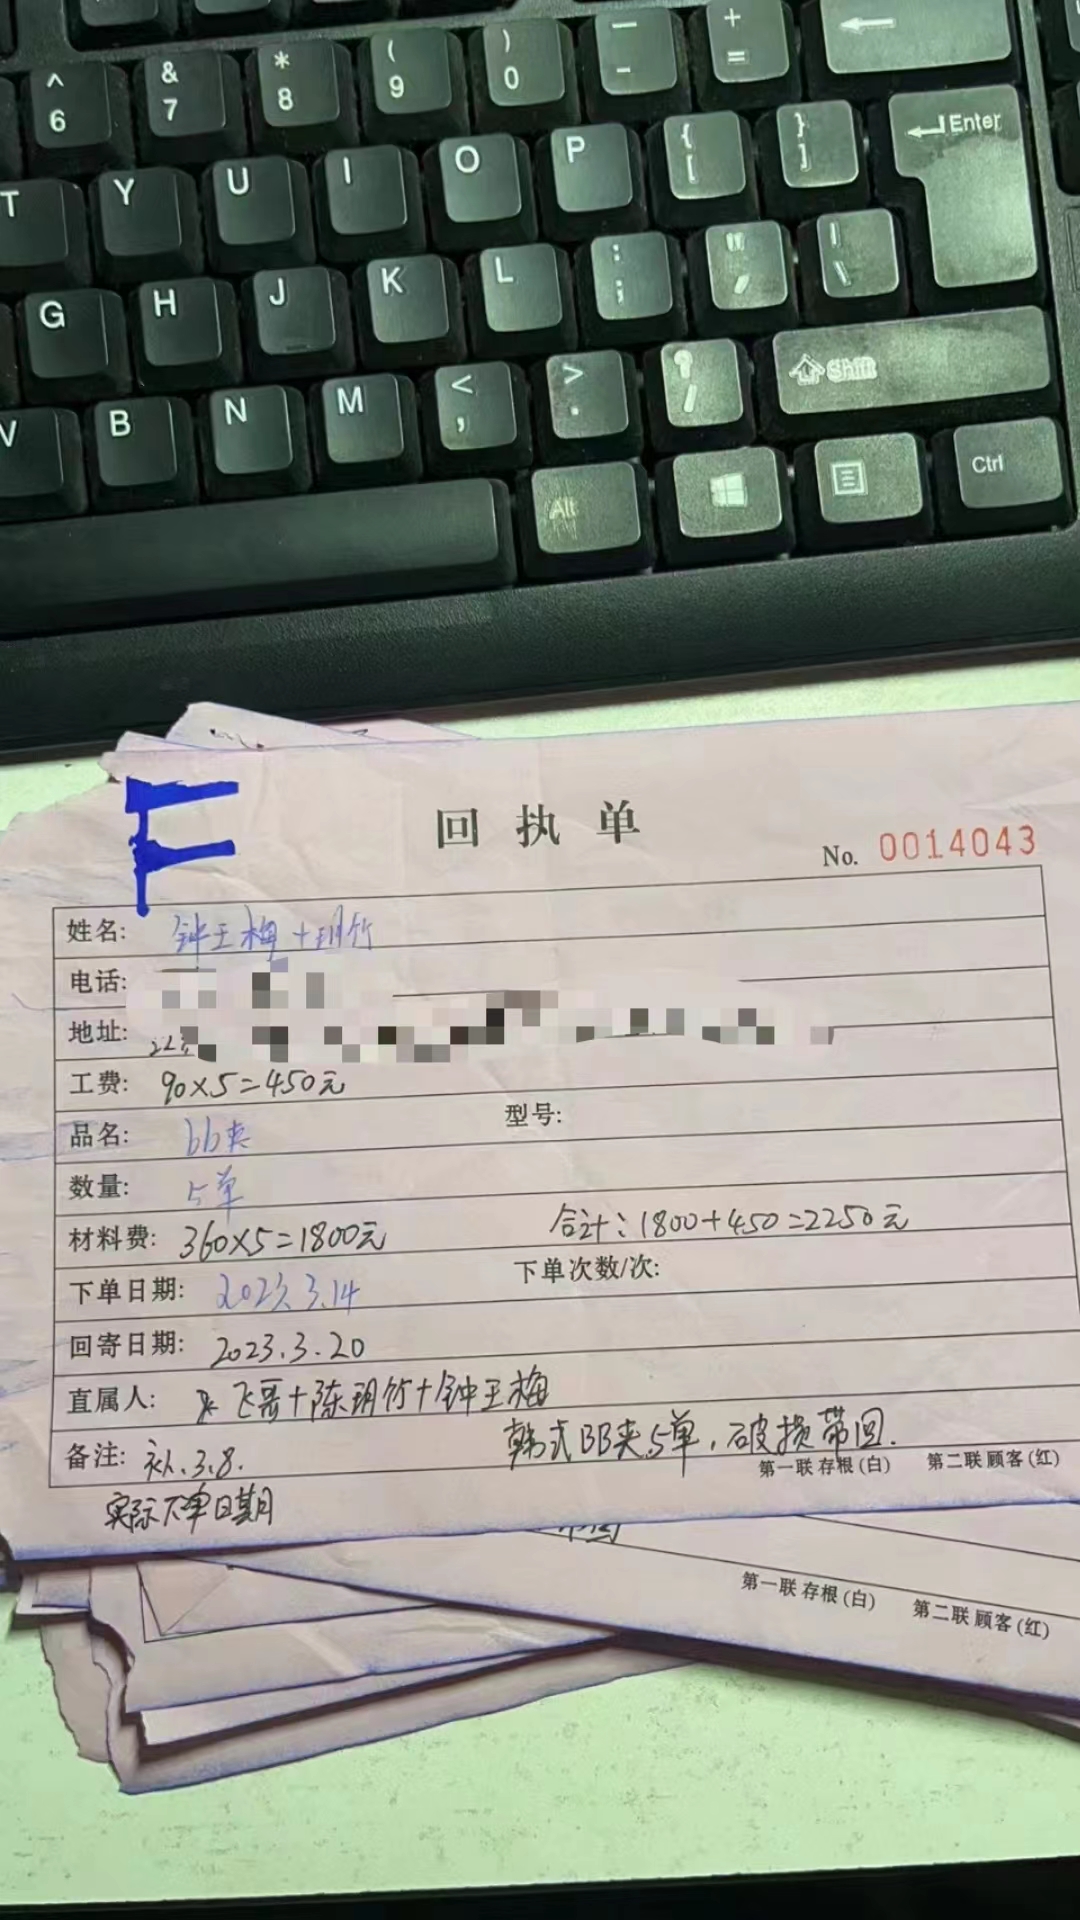 ^ 6 & 7 * 8 ( 9 ) 0 — - + =
T Y U I O P { [ } ] Enter
G H J K L : ; " , | \
V B N M < , > . ? / Shift
Alt Ctrl
F
回执单
No. 0014043
姓名: 钟玉梅+玥竹
电话:
地址:
工费: 90×5=450元
品名: bb夹 型号:
数量: 5单
材料费: 360×5=1800元 合计:1800+450=2250元
下单日期: 2023.3.14 下单次数/次:
回寄日期: 2023.3.20
直属人: 飞哥+陈玥竹+钟玉梅
备注: 补.3.8. 韩式BB夹5单,破损带回.
实际下单日期
第一联 存根(白) 第二联 顾客(红)
第一联 存根(白) 第二联 顾客(红)